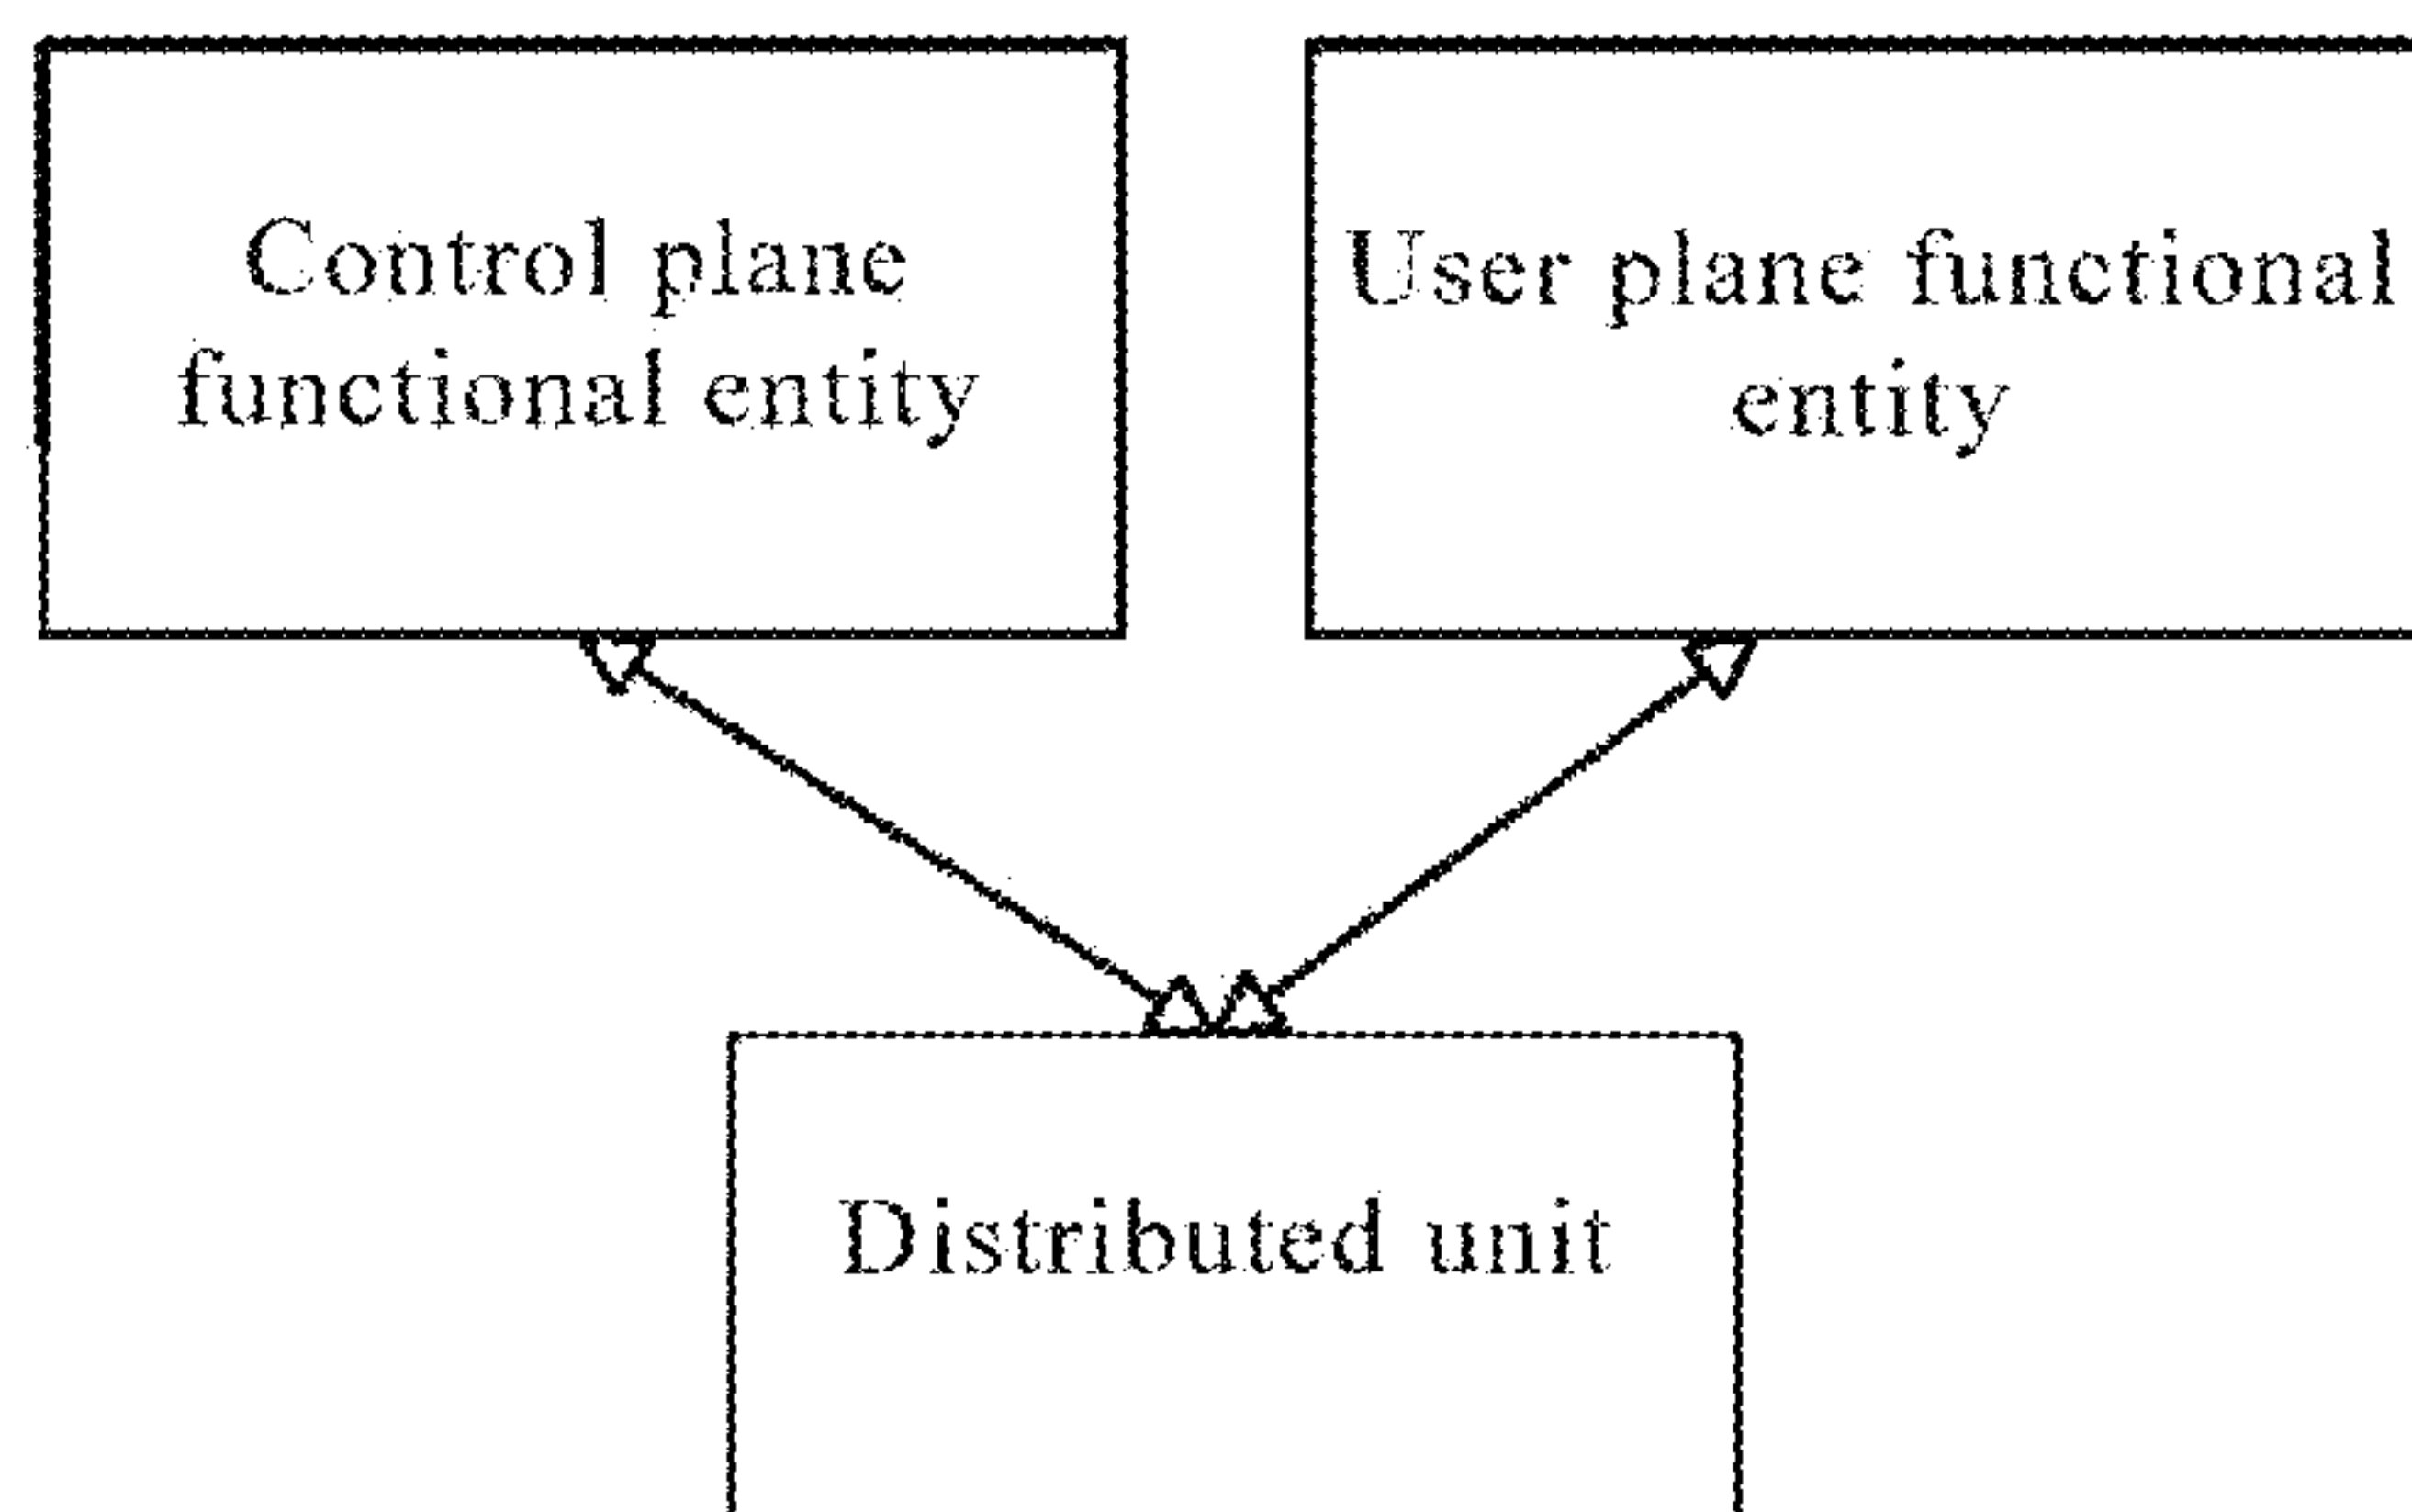 Control plane
functional entity
User plane functional
entity
Distributed unit